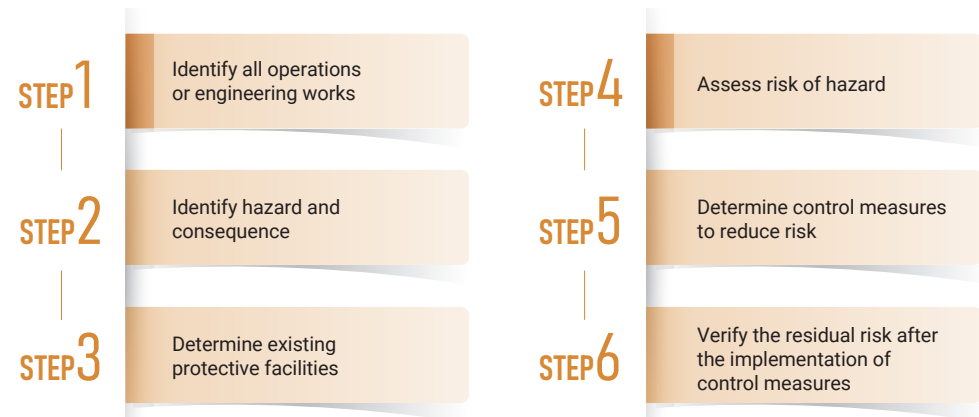 STEP1
Identify all operations
or engineering works
STEP2
Identify hazard and
consequence
STEP3
Determine existing
protective facilities
STEP4
Assess risk of hazard
STEP5
Determine control measures
to reduce risk
STEP6
Verify the residual risk after
the implementation of
control measures